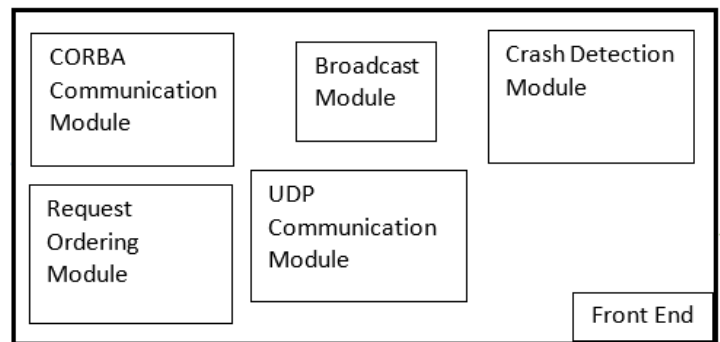 CORBA
Communication
Module
Broadcast
Module
Crash Detection
Module
Request
Ordering
Module
UDP
Communication
Module
Front End